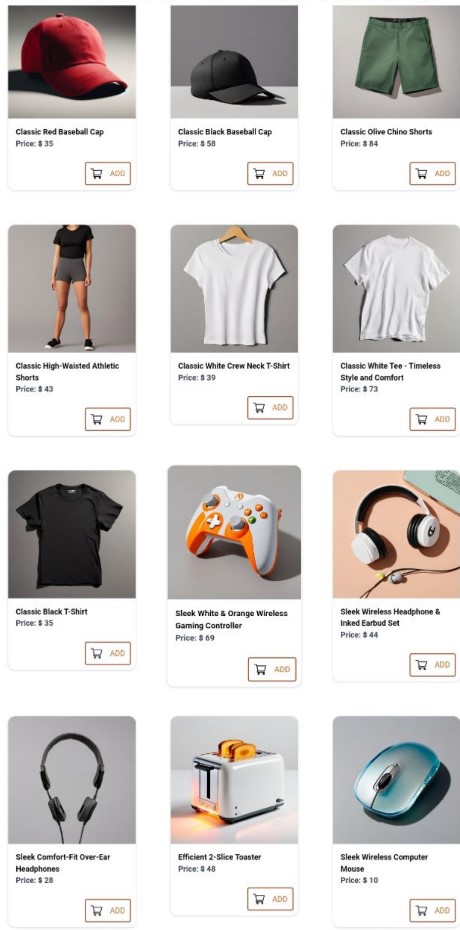 Classic Red Baseball Cap
Price: $ 35
ADD
Classic Black Baseball Cap
Price: $ 58
ADD
Classic Olive Chino Shorts
Price: $ 84
ADD
Classic High-Waisted Athletic
Shorts
Price: $ 43
ADD
Classic White Crew Neck T-Shirt
Price: $ 39
ADD
Classic White Tee - Timeless
Style and Comfort
Price: $ 73
ADD
Classic Black T-Shirt
Price: $ 35
ADD
Sleek White & Orange Wireless
Gaming Controller
Price: $ 69
ADD
Sleek Wireless Headphone &
Inked Earbud Set
Price: $ 44
ADD
Sleek Comfort-Fit Over-Ear
Headphones
Price: $ 28
ADD
Efficient 2-Slice Toaster
Price: $ 48
ADD
Sleek Wireless Computer
Mouse
Price: $ 10
ADD